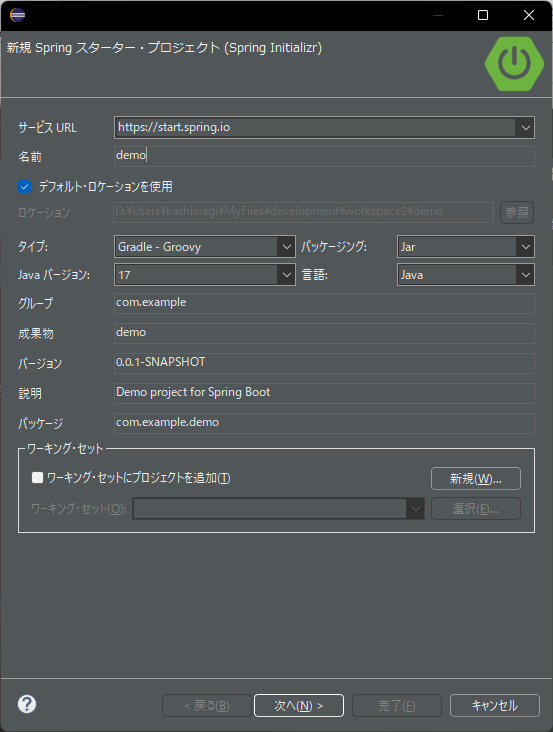 新規 Spring スターター・プロジェクト (Spring Initializr)
サービス URL https://start.spring.io
名前 demo
デフォルト・ロケーションを使用
ロケーション D:¥Users¥kashiwagi¥MyFiles¥development¥workspace2¥demo 参照
タイプ: Gradle - Groovy パッケージング: Jar
Java バージョン: 17 言語: Java
グループ com.example
成果物 demo
バージョン 0.0.1-SNAPSHOT
説明 Demo project for Spring Boot
パッケージ com.example.demo
ワーキング・セット
ワーキング・セットにプロジェクトを追加(T) 新規(W)...
ワーキング・セット(O): 選択(E)...
? < 戻る(B) 次へ(N) > 完了(F) キャンセル